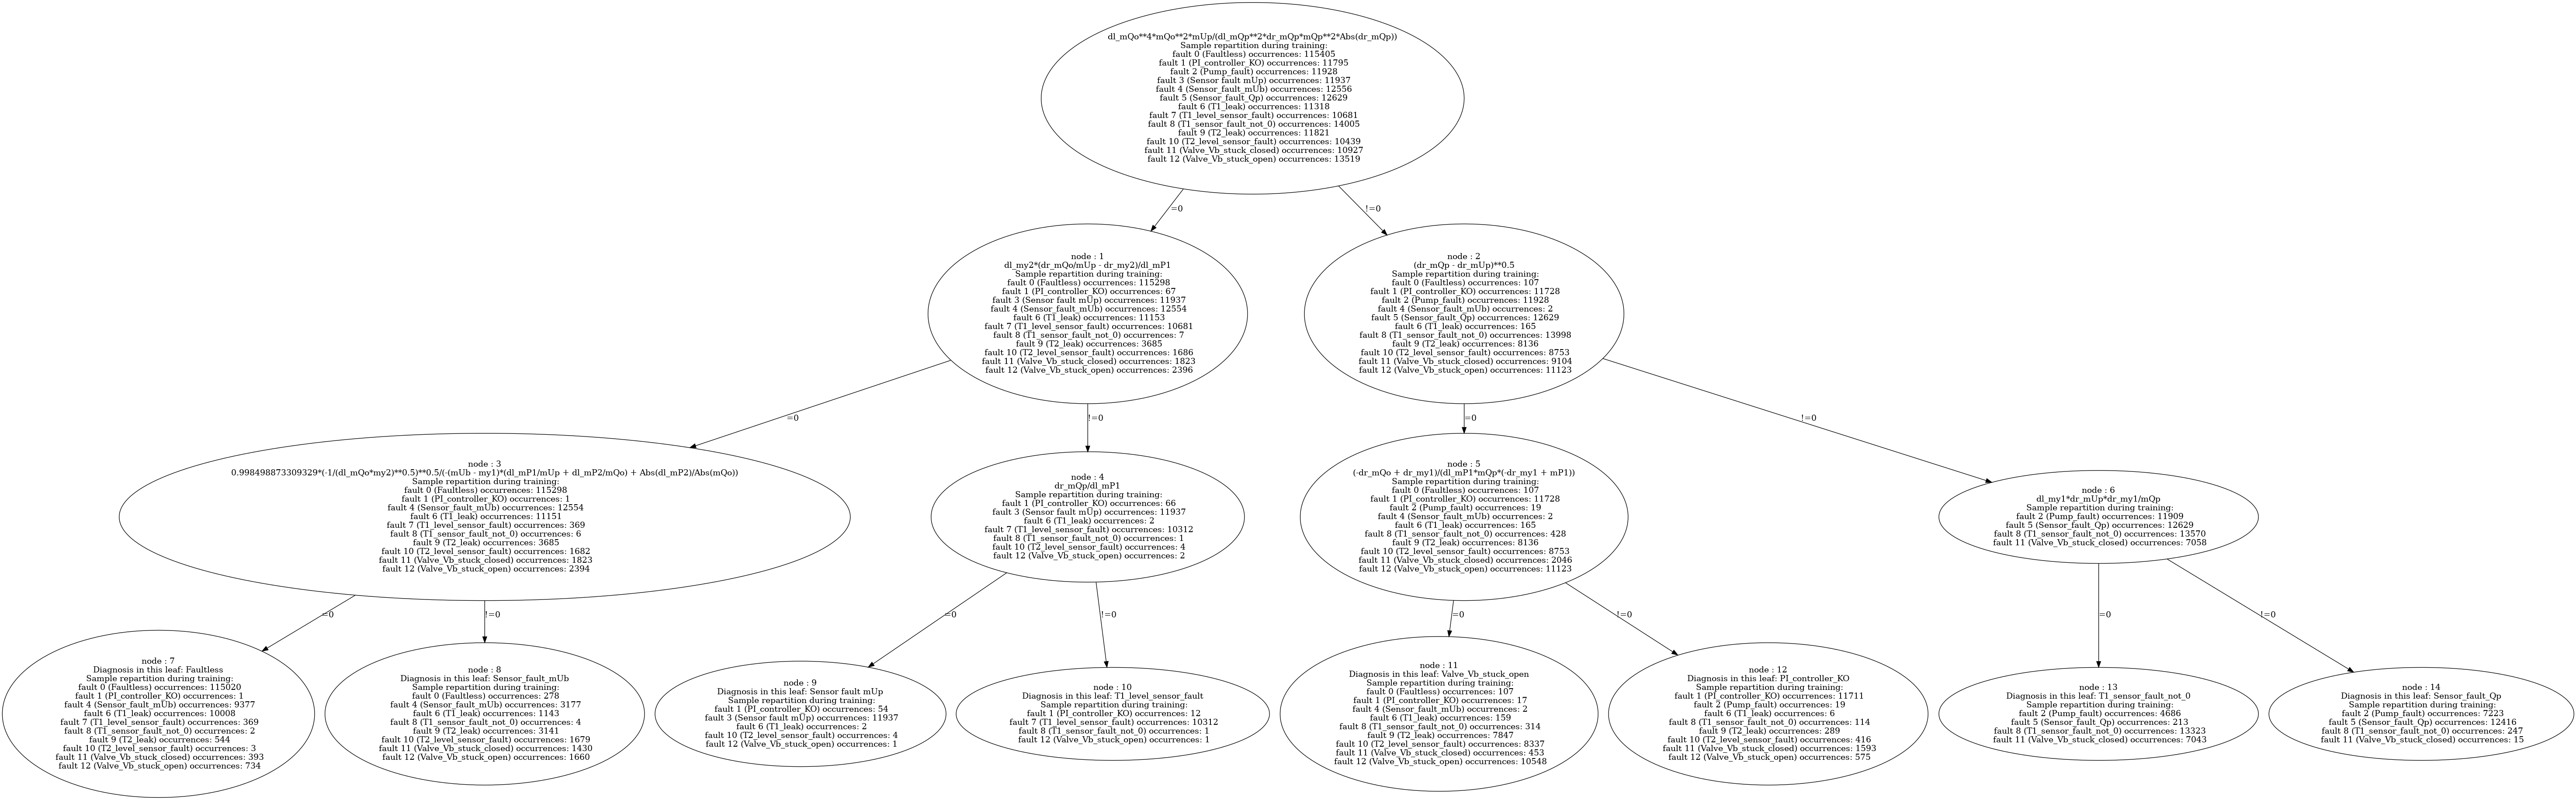 dl_mQo**4*mQo**2*mUp/(dl_mQp**2*dr_mQp*mQp**2*Abs(dr_mQp))
Sample repartition during training:
fault 0 (Faultless) occurrences: 115405
fault 1 (PI_controller_KO) occurrences: 11795
fault 2 (Pump_fault) occurrences: 11928
fault 3 (Sensor fault mUp) occurrences: 11937
fault 4 (Sensor_fault_mUb) occurrences: 12556
fault 5 (Sensor_fault_Qp) occurrences: 12629
fault 6 (T1_leak) occurrences: 11318
fault 7 (T1_level_sensor_fault) occurrences: 10681
fault 8 (T1_sensor_fault_not_0) occurrences: 14005
fault 9 (T2_leak) occurrences: 11821
fault 10 (T2_level_sensor_fault) occurrences: 10439
fault 11 (Valve_Vb_stuck_closed) occurrences: 10927
fault 12 (Valve_Vb_stuck_open) occurrences: 13519
=0
!=0
node : 1
dl_my2*(dr_mQo/mUp - dr_my2)/dl_mP1
Sample repartition during training:
fault 0 (Faultless) occurrences: 115298
fault 1 (PI_controller_KO) occurrences: 67
fault 3 (Sensor fault mUp) occurrences: 11937
fault 4 (Sensor_fault_mUb) occurrences: 12554
fault 6 (T1_leak) occurrences: 11153
fault 7 (T1_level_sensor_fault) occurrences: 10681
fault 8 (T1_sensor_fault_not_0) occurrences: 7
fault 9 (T2_leak) occurrences: 3685
fault 10 (T2_level_sensor_fault) occurrences: 1686
fault 11 (Valve_Vb_stuck_closed) occurrences: 1823
fault 12 (Valve_Vb_stuck_open) occurrences: 2396
node : 2
(dr_mQp - dr_mUp)**0.5
Sample repartition during training:
fault 0 (Faultless) occurrences: 107
fault 1 (PI_controller_KO) occurrences: 11728
fault 2 (Pump_fault) occurrences: 11928
fault 4 (Sensor_fault_mUb) occurrences: 2
fault 5 (Sensor_fault_Qp) occurrences: 12629
fault 6 (T1_leak) occurrences: 165
fault 8 (T1_sensor_fault_not_0) occurrences: 13998
fault 9 (T2_leak) occurrences: 8136
fault 10 (T2_level_sensor_fault) occurrences: 8753
fault 11 (Valve_Vb_stuck_closed) occurrences: 9104
fault 12 (Valve_Vb_stuck_open) occurrences: 11123
=0
!=0
=0
!=0
node : 3
0.998498873309329*(-1/(dl_mQo*my2)**0.5)**0.5/(-(mUb - my1)*(dl_mP1/mUp + dl_mP2/mQo) + Abs(dl_mP2)/Abs(mQo))
Sample repartition during training:
fault 0 (Faultless) occurrences: 115298
fault 1 (PI_controller_KO) occurrences: 1
fault 4 (Sensor_fault_mUb) occurrences: 12554
fault 6 (T1_leak) occurrences: 11151
fault 7 (T1_level_sensor_fault) occurrences: 369
fault 8 (T1_sensor_fault_not_0) occurrences: 6
fault 9 (T2_leak) occurrences: 3685
fault 10 (T2_level_sensor_fault) occurrences: 1682
fault 11 (Valve_Vb_stuck_closed) occurrences: 1823
fault 12 (Valve_Vb_stuck_open) occurrences: 2394
node : 4
dr_mQp/dl_mP1
Sample repartition during training:
fault 1 (PI_controller_KO) occurrences: 66
fault 3 (Sensor fault mUp) occurrences: 11937
fault 6 (T1_leak) occurrences: 2
fault 7 (T1_level_sensor_fault) occurrences: 10312
fault 8 (T1_sensor_fault_not_0) occurrences: 1
fault 10 (T2_level_sensor_fault) occurrences: 4
fault 12 (Valve_Vb_stuck_open) occurrences: 2
node : 5
(-dr_mQo + dr_my1)/(dl_mP1*mQp*(-dr_my1 + mP1))
Sample repartition during training:
fault 0 (Faultless) occurrences: 107
fault 1 (PI_controller_KO) occurrences: 11728
fault 2 (Pump_fault) occurrences: 19
fault 4 (Sensor_fault_mUb) occurrences: 2
fault 6 (T1_leak) occurrences: 165
fault 8 (T1_sensor_fault_not_0) occurrences: 428
fault 9 (T2_leak) occurrences: 8136
fault 10 (T2_level_sensor_fault) occurrences: 8753
fault 11 (Valve_Vb_stuck_closed) occurrences: 2046
fault 12 (Valve_Vb_stuck_open) occurrences: 11123
node : 6
dl_my1*dr_mUp*dr_my1/mQp
Sample repartition during training:
fault 2 (Pump_fault) occurrences: 11909
fault 5 (Sensor_fault_Qp) occurrences: 12629
fault 8 (T1_sensor_fault_not_0) occurrences: 13570
fault 11 (Valve_Vb_stuck_closed) occurrences: 7058
=0
!=0
=0
!=0
=0
!=0
=0
!=0
node : 7
Diagnosis in this leaf: Faultless
Sample repartition during training:
fault 0 (Faultless) occurrences: 115020
fault 1 (PI_controller_KO) occurrences: 1
fault 4 (Sensor_fault_mUb) occurrences: 9377
fault 6 (T1_leak) occurrences: 10008
fault 7 (T1_level_sensor_fault) occurrences: 369
fault 8 (T1_sensor_fault_not_0) occurrences: 2
fault 9 (T2_leak) occurrences: 544
fault 10 (T2_level_sensor_fault) occurrences: 3
fault 11 (Valve_Vb_stuck_closed) occurrences: 393
fault 12 (Valve_Vb_stuck_open) occurrences: 734
node : 8
Diagnosis in this leaf: Sensor_fault_mUb
Sample repartition during training:
fault 0 (Faultless) occurrences: 278
fault 4 (Sensor_fault_mUb) occurrences: 3177
fault 6 (T1_leak) occurrences: 1143
fault 8 (T1_sensor_fault_not_0) occurrences: 4
fault 9 (T2_leak) occurrences: 3141
fault 10 (T2_level_sensor_fault) occurrences: 1679
fault 11 (Valve_Vb_stuck_closed) occurrences: 1430
fault 12 (Valve_Vb_stuck_open) occurrences: 1660
node : 9
Diagnosis in this leaf: Sensor fault mUp
Sample repartition during training:
fault 1 (PI_controller_KO) occurrences: 54
fault 3 (Sensor fault mUp) occurrences: 11937
fault 6 (T1_leak) occurrences: 2
fault 10 (T2_level_sensor_fault) occurrences: 4
fault 12 (Valve_Vb_stuck_open) occurrences: 1
node : 10
Diagnosis in this leaf: T1_level_sensor_fault
Sample repartition during training:
fault 1 (PI_controller_KO) occurrences: 12
fault 7 (T1_level_sensor_fault) occurrences: 10312
fault 8 (T1_sensor_fault_not_0) occurrences: 1
fault 12 (Valve_Vb_stuck_open) occurrences: 1
node : 11
Diagnosis in this leaf: Valve_Vb_stuck_open
Sample repartition during training:
fault 0 (Faultless) occurrences: 107
fault 1 (PI_controller_KO) occurrences: 17
fault 4 (Sensor_fault_mUb) occurrences: 2
fault 6 (T1_leak) occurrences: 159
fault 8 (T1_sensor_fault_not_0) occurrences: 314
fault 9 (T2_leak) occurrences: 7847
fault 10 (T2_level_sensor_fault) occurrences: 8337
fault 11 (Valve_Vb_stuck_closed) occurrences: 453
fault 12 (Valve_Vb_stuck_open) occurrences: 10548
node : 12
Diagnosis in this leaf: PI_controller_KO
Sample repartition during training:
fault 1 (PI_controller_KO) occurrences: 11711
fault 2 (Pump_fault) occurrences: 19
fault 6 (T1_leak) occurrences: 6
fault 8 (T1_sensor_fault_not_0) occurrences: 114
fault 9 (T2_leak) occurrences: 289
fault 10 (T2_level_sensor_fault) occurrences: 416
fault 11 (Valve_Vb_stuck_closed) occurrences: 1593
fault 12 (Valve_Vb_stuck_open) occurrences: 575
node : 13
Diagnosis in this leaf: T1_sensor_fault_not_0
Sample repartition during training:
fault 2 (Pump_fault) occurrences: 4686
fault 5 (Sensor_fault_Qp) occurrences: 213
fault 8 (T1_sensor_fault_not_0) occurrences: 13323
fault 11 (Valve_Vb_stuck_closed) occurrences: 7043
node : 14
Diagnosis in this leaf: Sensor_fault_Qp
Sample repartition during training:
fault 2 (Pump_fault) occurrences: 7223
fault 5 (Sensor_fault_Qp) occurrences: 12416
fault 8 (T1_sensor_fault_not_0) occurrences: 247
fault 11 (Valve_Vb_stuck_closed) occurrences: 15